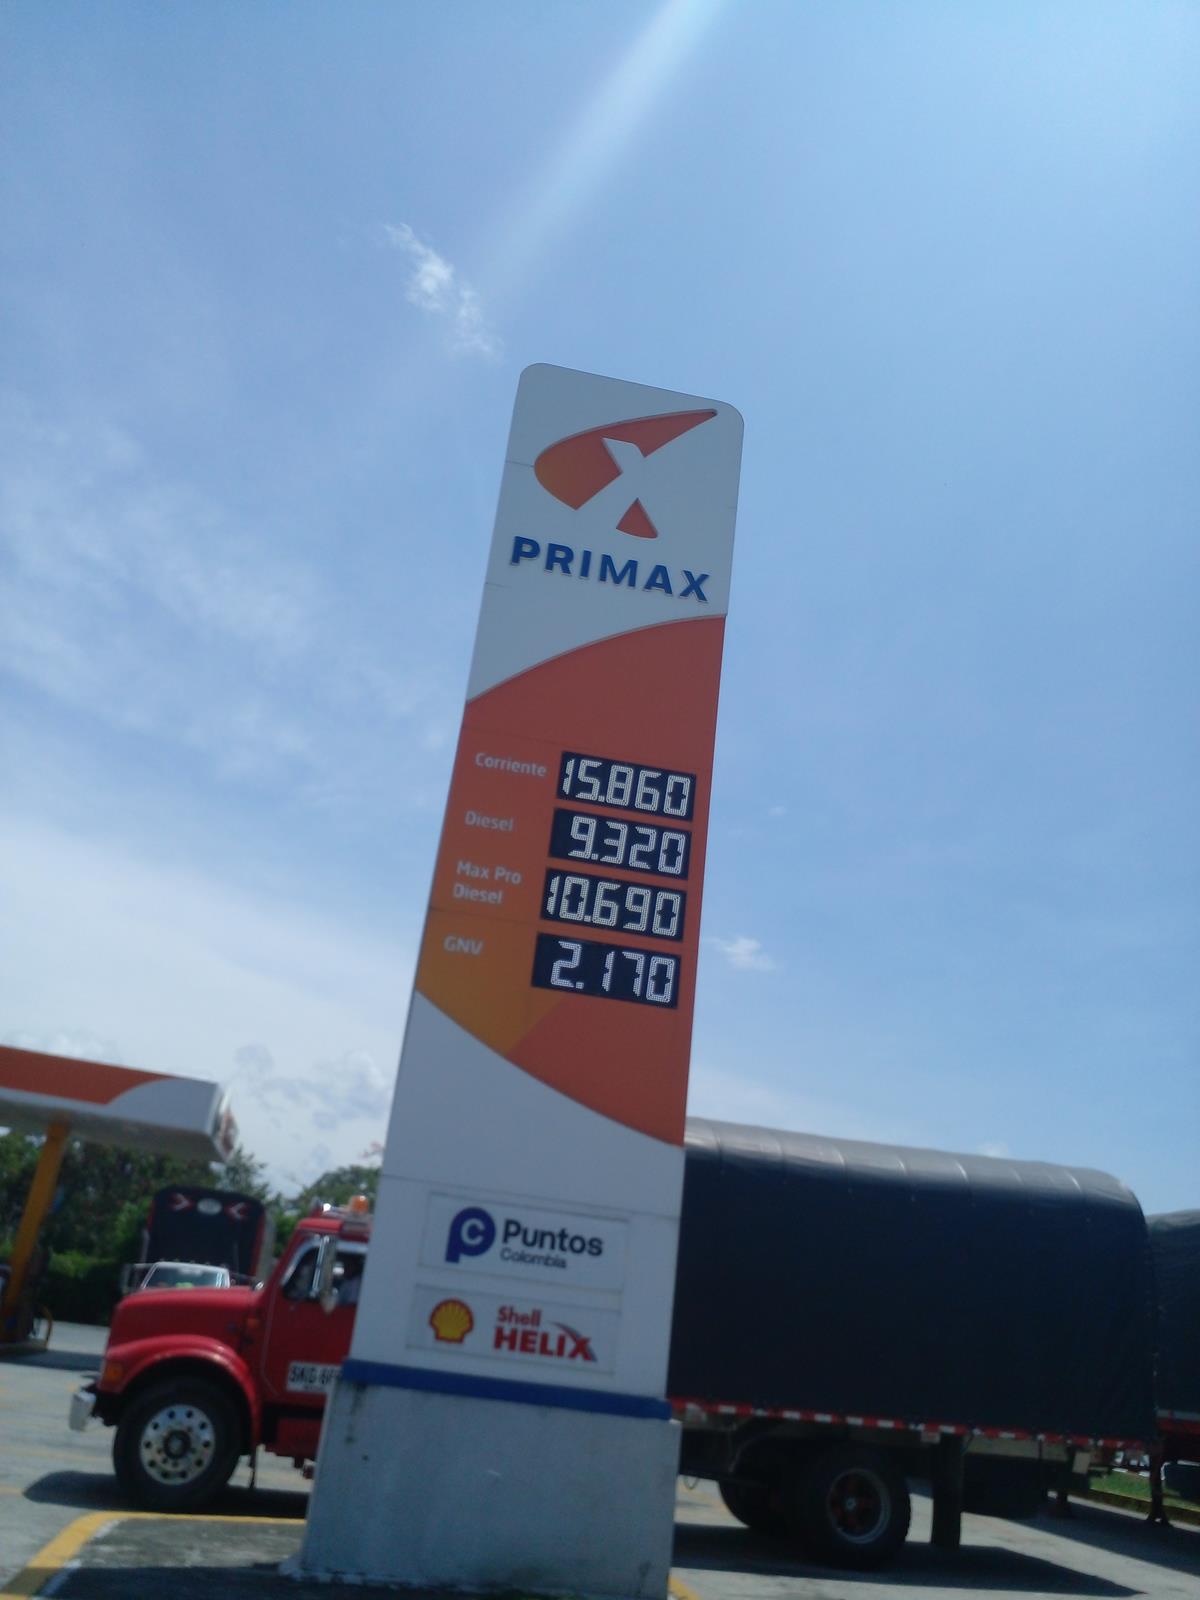 PRIMAX
Corriente 15.860
Diesel 9.320
Max Pro
Diesel 10.690
GNV 2.170
Puntos
Colombia
Shell
HELIX